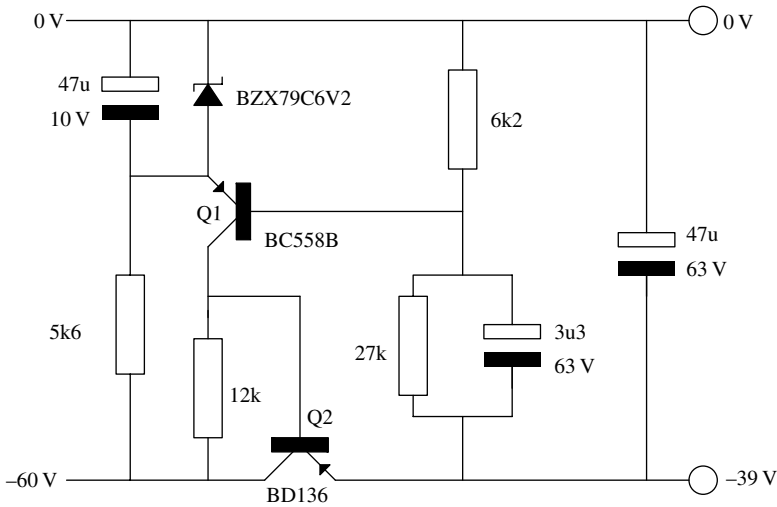 0 V
0 V
47u
10 V
BZX79C6V2
6k2
Q1
BC558B
47u
63 V
5k6
27k
3u3
63 V
12k
Q2
–60 V
BD136
–39 V